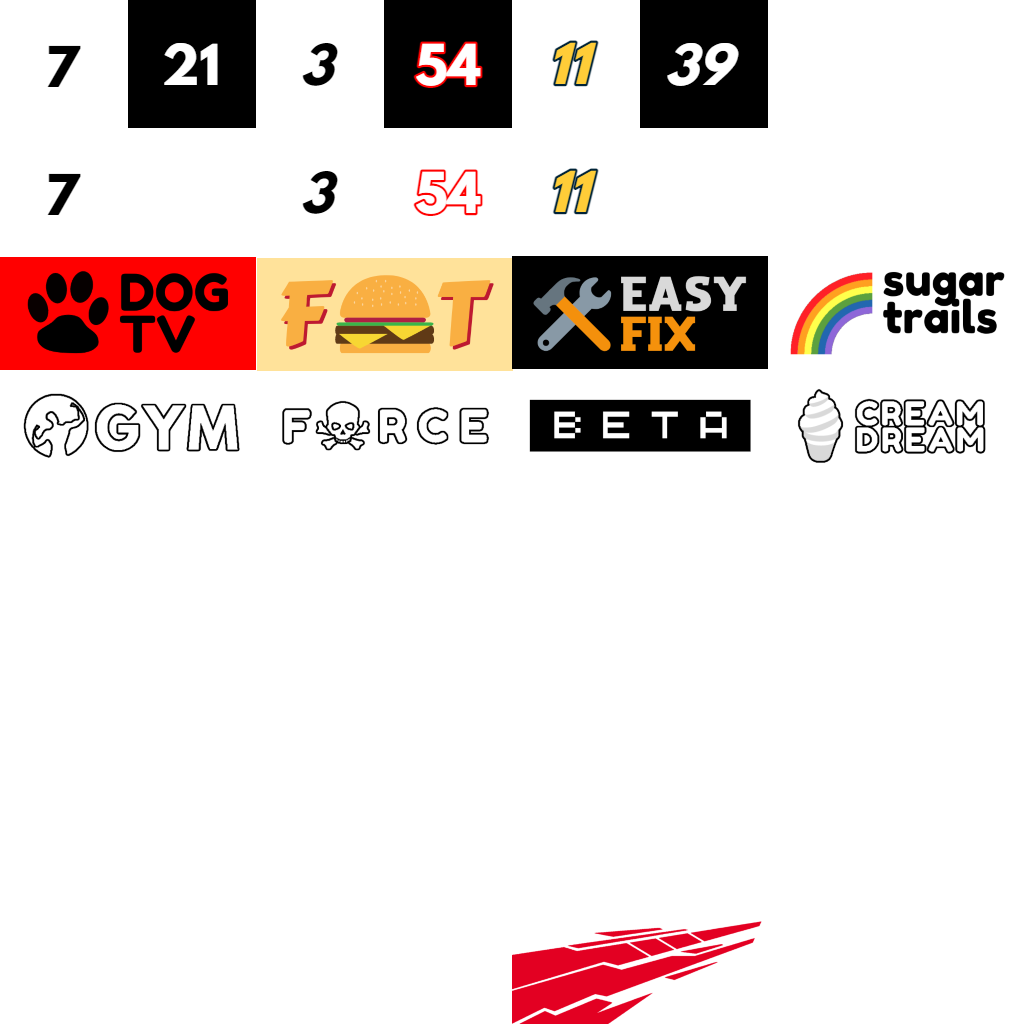 7 21 3 54 11 39
7 3 54 11
DOG
TV
F T
EASY
FIX
sugar
trails
GYM
F RCE
BETA
CREAM
DREAM